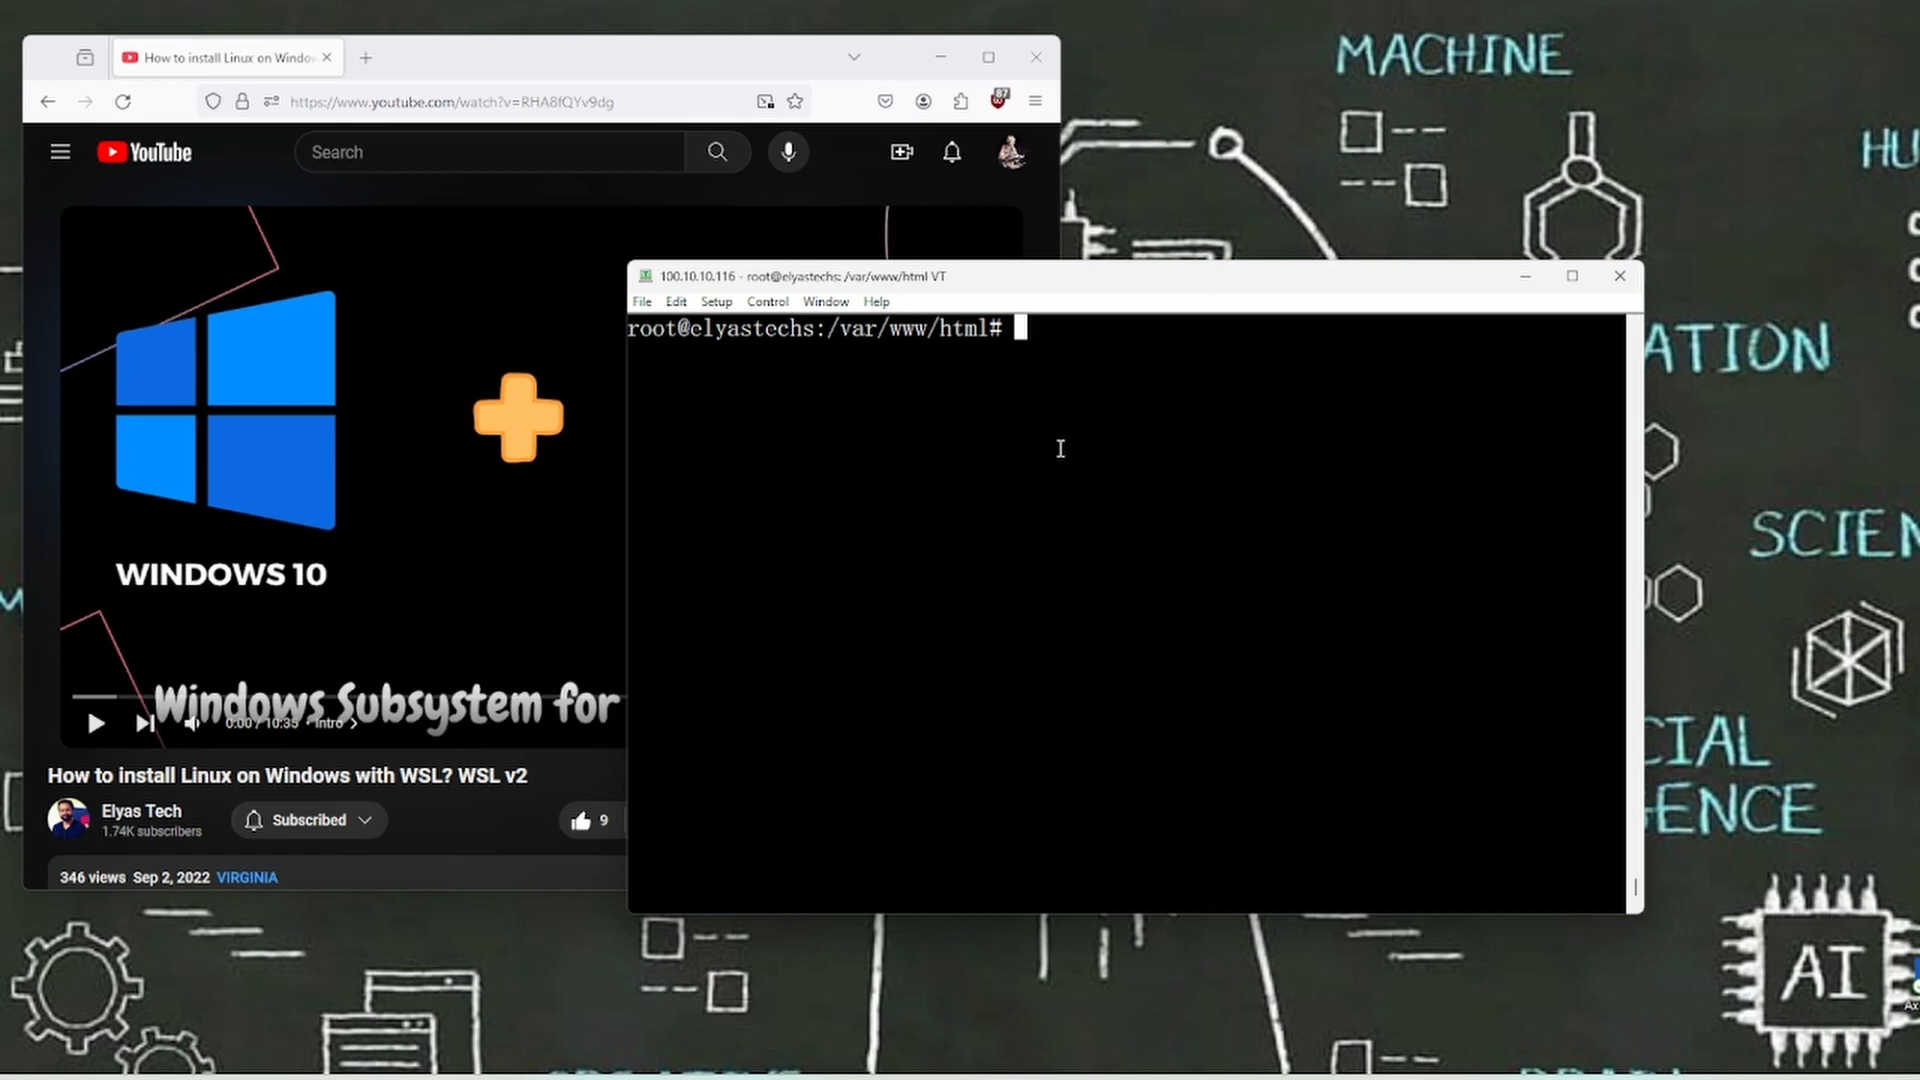 How to install Linux on Window
https://www.youtube.com/watch?v=RHA8fQYv9dg
87
YouTube
Search
WINDOWS 10
Windows Subsystem for
0:00 / 10:35 • Intro
How to install Linux on Windows with WSL? WSL v2
Elyas Tech
1.74K subscribers
Subscribed
9
346 views Sep 2, 2022 VIRGINIA
100.10.10.116 - root@elyastechs: /var/www/html VT
File Edit Setup Control Window Help
root@elyastechs:/var/www/html#
MACHINE
HU
ATION
SCIEN
CIAL
ENCE
AI